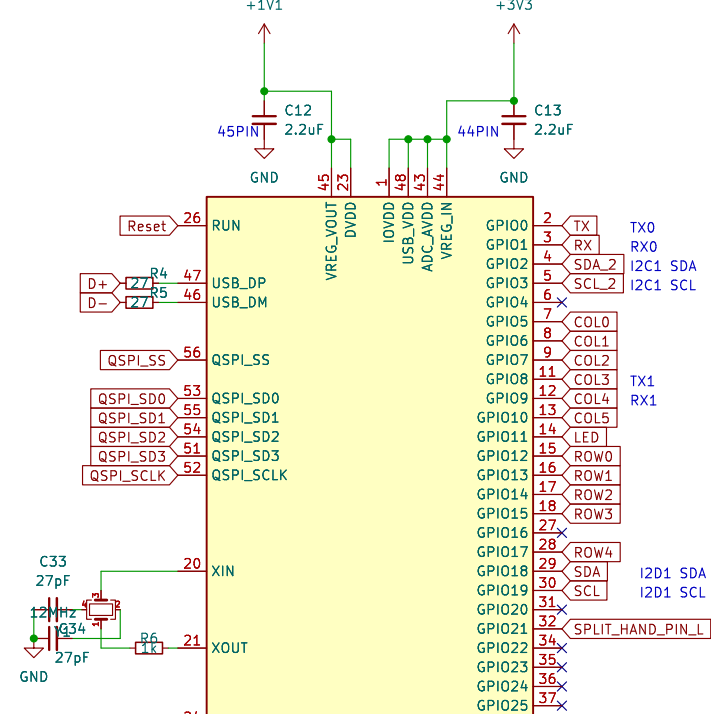 +1V1
+3V3
C12
2.2uF
45PIN
GND
C13
2.2uF
44PIN
GND
45
23
1
48
43
44
VREG_VOUT
DVDD
IOVDD
USB_VDD
ADC_AVDD
VREG_IN
Reset 26 RUN
D+ R4 27 47 USB_DP
D- R5 27 46 USB_DM
QSPI_SS 56 QSPI_SS
QSPI_SD0 53 QSPI_SD0
QSPI_SD1 55 QSPI_SD1
QSPI_SD2 54 QSPI_SD2
QSPI_SD3 51 QSPI_SD3
QSPI_SCLK 52 QSPI_SCLK
20 XIN
C33
27pF
12MHz
Y1
C34
27pF
3
4
2
1
GND
R6
1k
21 XOUT
GPIO0 2 TX TX0
GPIO1 3 RX RX0
GPIO2 4 SDA_2 I2C1 SDA
GPIO3 5 SCL_2 I2C1 SCL
GPIO4 6
GPIO5 7 COL0
GPIO6 8 COL1
GPIO7 9 COL2
GPIO8 11 COL3 TX1
GPIO9 12 COL4 RX1
GPIO10 13 COL5
GPIO11 14 LED
GPIO12 15 ROW0
GPIO13 16 ROW1
GPIO14 17 ROW2
GPIO15 18 ROW3
GPIO16 27
GPIO17 28 ROW4
GPIO18 29 SDA I2D1 SDA
GPIO19 30 SCL I2D1 SCL
GPIO20 31
GPIO21 32 SPLIT_HAND_PIN_L
GPIO22 34
GPIO23 35
GPIO24 36
GPIO25 37